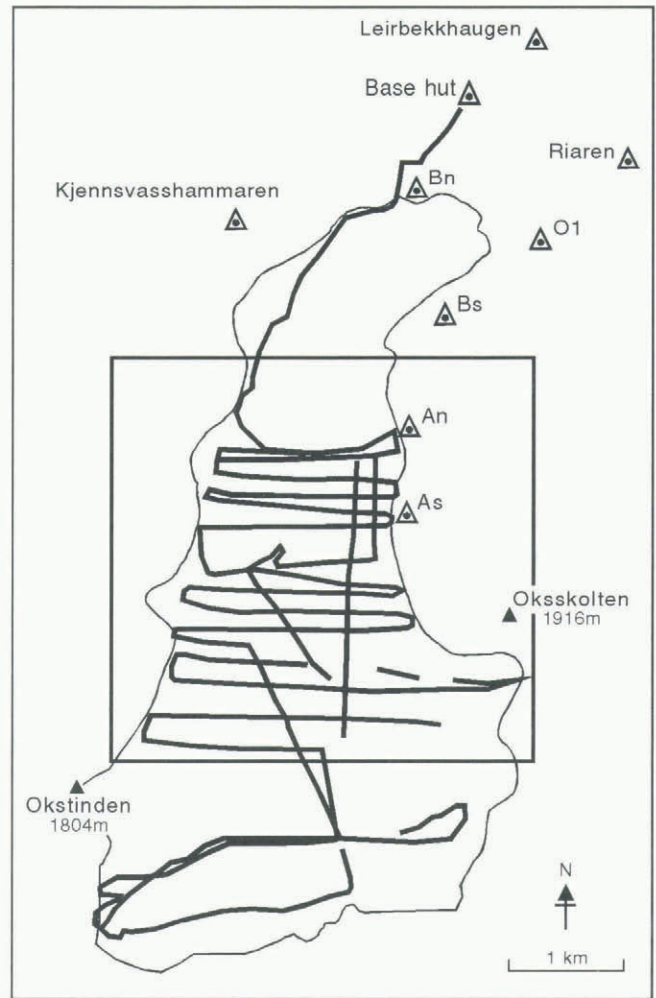 Leirbekkhaugen
Base hut
Riaren
Bn
Kjennsvasshammaren
O1
Bs
An
As
Oksskolten
1916m
Okstinden
1804m
N
1 km